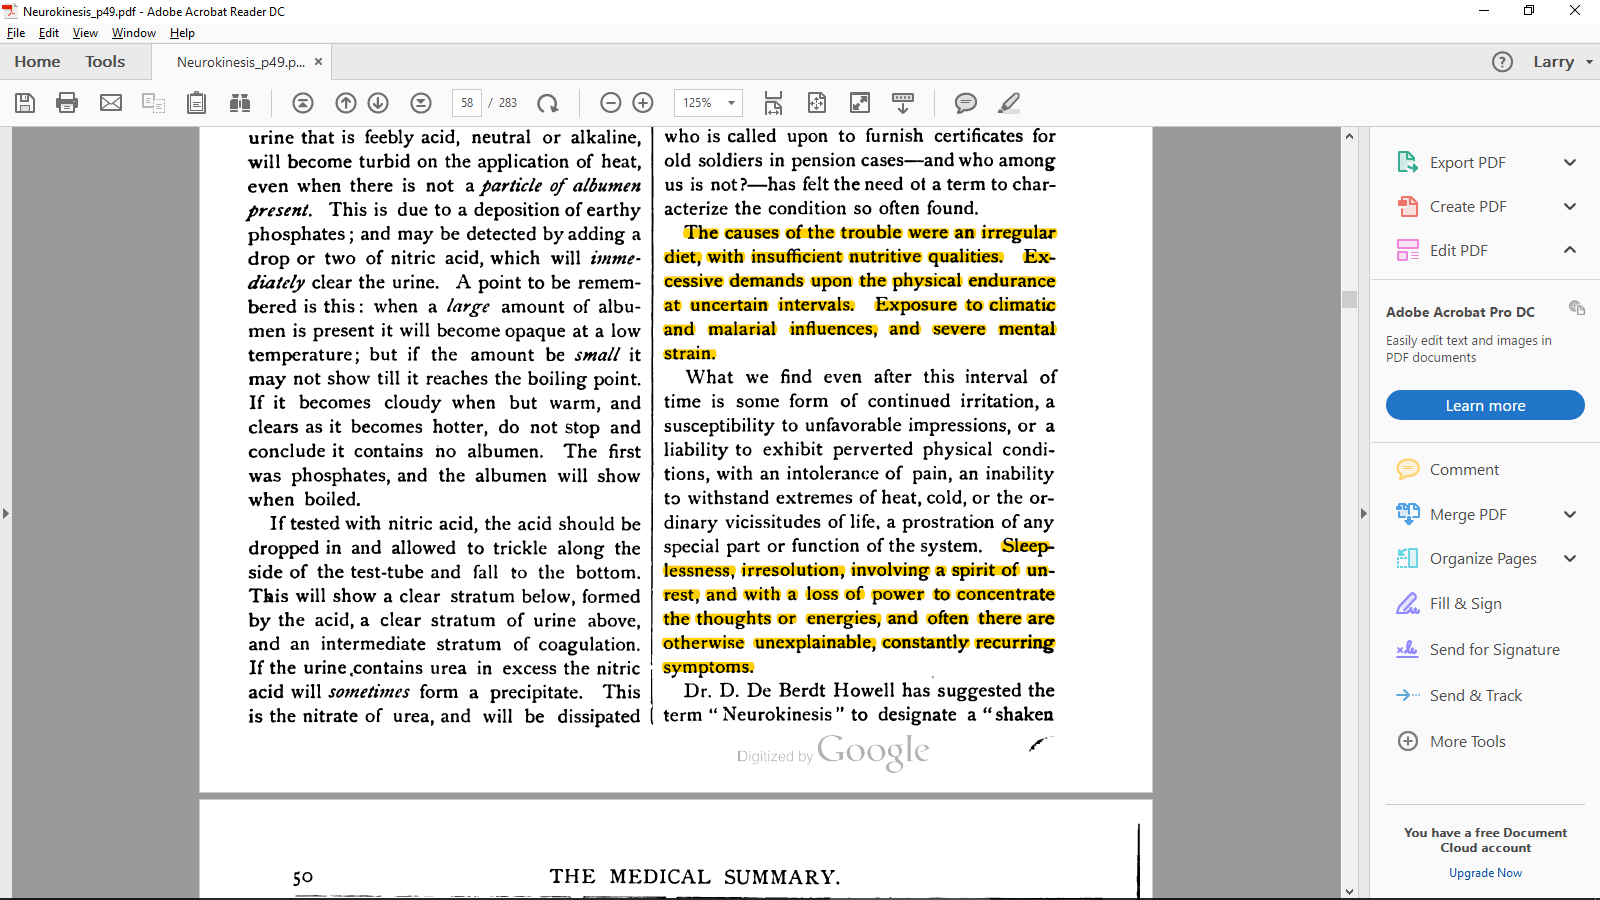 Neurokinesis_p49.pdf - Adobe Acrobat Reader DC
File Edit View Window Help
Home Tools Neurokinesis_p49.p... × ? Larry
58 / 283 125%
urine that is feebly acid, neutral or alkaline,
will become turbid on the application of heat,
even when there is not a particle of albumen
present. This is due to a deposition of earthy
phosphates; and may be detected by adding a
drop or two of nitric acid, which will imme-
diately clear the urine. A point to be remem-
bered is this: when a large amount of albu-
men is present it will become opaque at a low
temperature; but if the amount be small it
may not show till it reaches the boiling point.
If it becomes cloudy when but warm, and
clears as it becomes hotter, do not stop and
conclude it contains no albumen. The first
was phosphates, and the albumen will show
when boiled.
If tested with nitric acid, the acid should be
dropped in and allowed to trickle along the
side of the test-tube and fall to the bottom.
This will show a clear stratum below, formed
by the acid, a clear stratum of urine above,
and an intermediate stratum of coagulation.
If the urine contains urea in excess the nitric
acid will sometimes form a precipitate. This
is the nitrate of urea, and will be dissipated
who is called upon to furnish certificates for
old soldiers in pension cases—and who among
us is not?—has felt the need of a term to char-
acterize the condition so often found.
The causes of the trouble were an irregular
diet, with insufficient nutritive qualities. Ex-
cessive demands upon the physical endurance
at uncertain intervals. Exposure to climatic
and malarial influences, and severe mental
strain.
What we find even after this interval of
time is some form of continued irritation, a
susceptibility to unfavorable impressions, or a
liability to exhibit perverted physical condi-
tions, with an intolerance of pain, an inability
to withstand extremes of heat, cold, or the or-
dinary vicissitudes of life, a prostration of any
special part or function of the system. Sleep-
lessness, irresolution, involving a spirit of un-
rest, and with a loss of power to concentrate
the thoughts or energies, and often there are
otherwise unexplainable, constantly recurring
symptoms.
Dr. D. De Berdt Howell has suggested the
term “Neurokinesis” to designate a “shaken
Digitized by Google
50 THE MEDICAL SUMMARY.
Export PDF
Create PDF
Edit PDF
Adobe Acrobat Pro DC
Easily edit text and images in
PDF documents
Learn more
Comment
Merge PDF
Organize Pages
Fill & Sign
Send for Signature
Send & Track
More Tools
You have a free Document
Cloud account
Upgrade Now